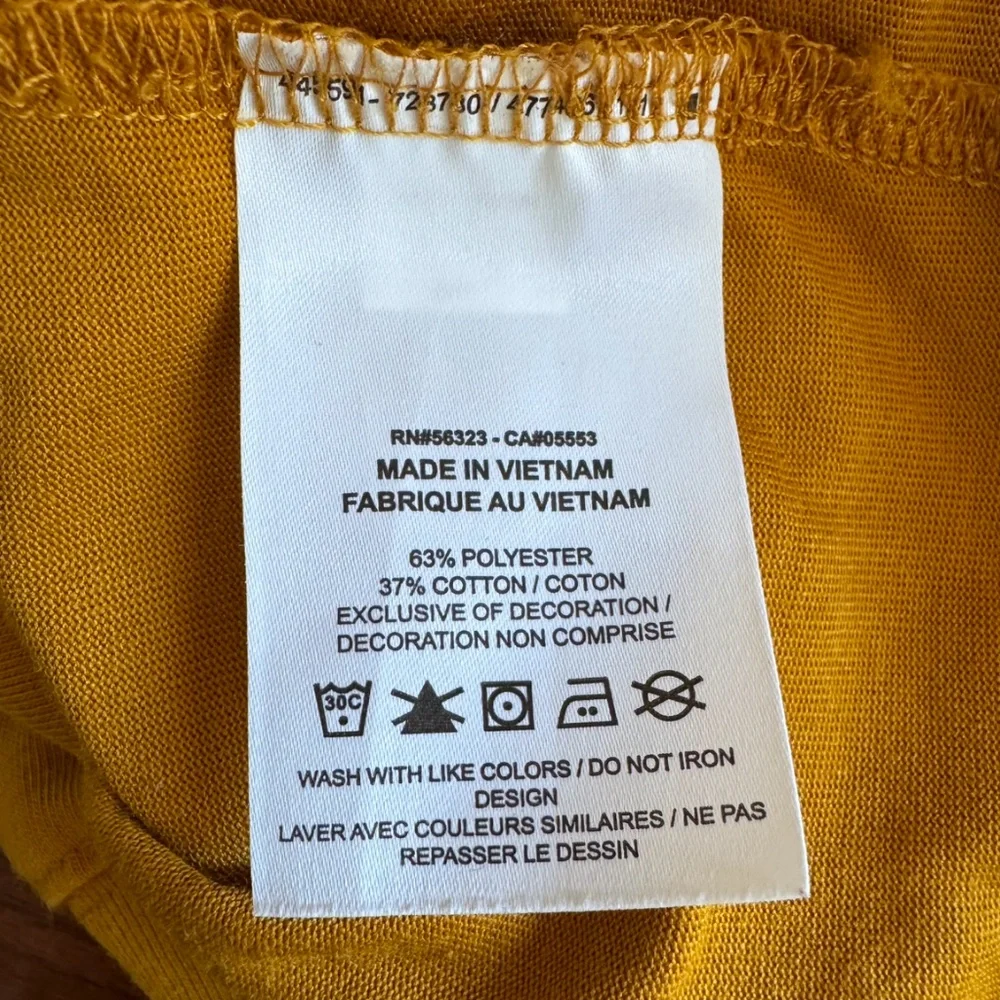 RN#56323 - CA#05553
MADE IN VIETNAM
FABRIQUE AU VIETNAM
63% POLYESTER
37% COTTON / COTON
EXCLUSIVE OF DECORATION /
DECORATION NON COMPRISE
30C
WASH WITH LIKE COLORS / DO NOT IRON
DESIGN
LAVER AVEC COULEURS SIMILAIRES / NE PAS
REPASSER LE DESSIN